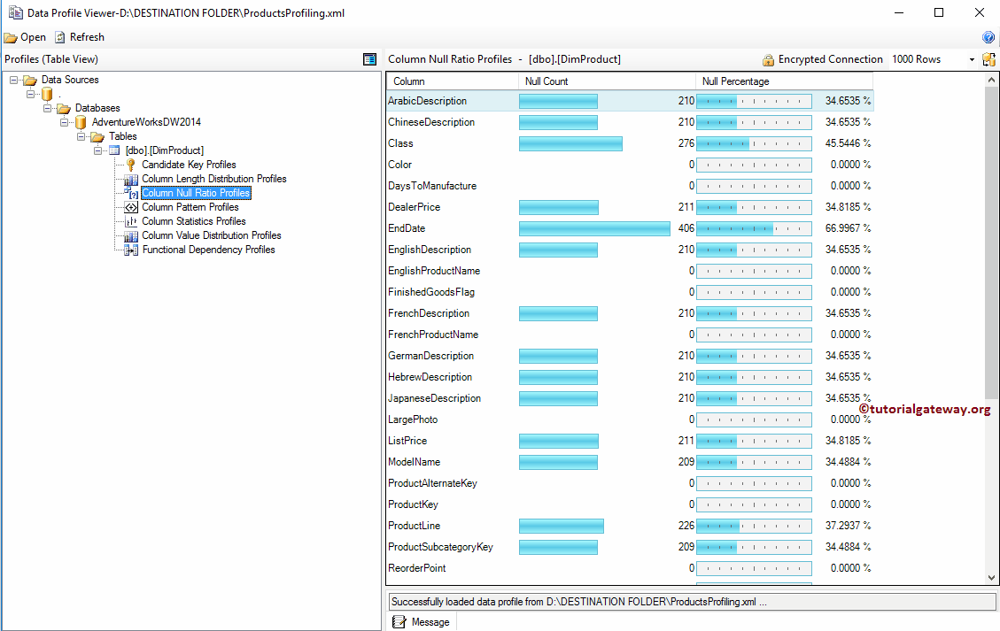 Data Profile Viewer-D:\DESTINATION FOLDER\ProductsProfiling.xml
Open Refresh
Profiles (Table View)
Data Sources
.
Databases
AdventureWorksDW2014
Tables
[dbo].[DimProduct]
Candidate Key Profiles
Column Length Distribution Profiles
Column Null Ratio Profiles
Column Pattern Profiles
Column Statistics Profiles
Column Value Distribution Profiles
Functional Dependency Profiles
Column Null Ratio Profiles - [dbo].[DimProduct] Encrypted Connection 1000 Rows
Column Null Count Null Percentage
ArabicDescription 210 34.6535 %
ChineseDescription 210 34.6535 %
Class 276 45.5446 %
Color 0 0.0000 %
DaysToManufacture 0 0.0000 %
DealerPrice 211 34.8185 %
EndDate 406 66.9967 %
EnglishDescription 210 34.6535 %
EnglishProductName 0 0.0000 %
FinishedGoodsFlag 0 0.0000 %
FrenchDescription 210 34.6535 %
FrenchProductName 0 0.0000 %
GermanDescription 210 34.6535 %
HebrewDescription 210 34.6535 %
JapaneseDescription 210 34.6535 %
©tutorialgateway.org
LargePhoto 0 0.0000 %
ListPrice 211 34.8185 %
ModelName 209 34.4884 %
ProductAlternateKey 0 0.0000 %
ProductKey 0 0.0000 %
ProductLine 226 37.2937 %
ProductSubcategoryKey 209 34.4884 %
ReorderPoint 0 0.0000 %
Successfully loaded data profile from D:\DESTINATION FOLDER\ProductsProfiling.xml ...
Message